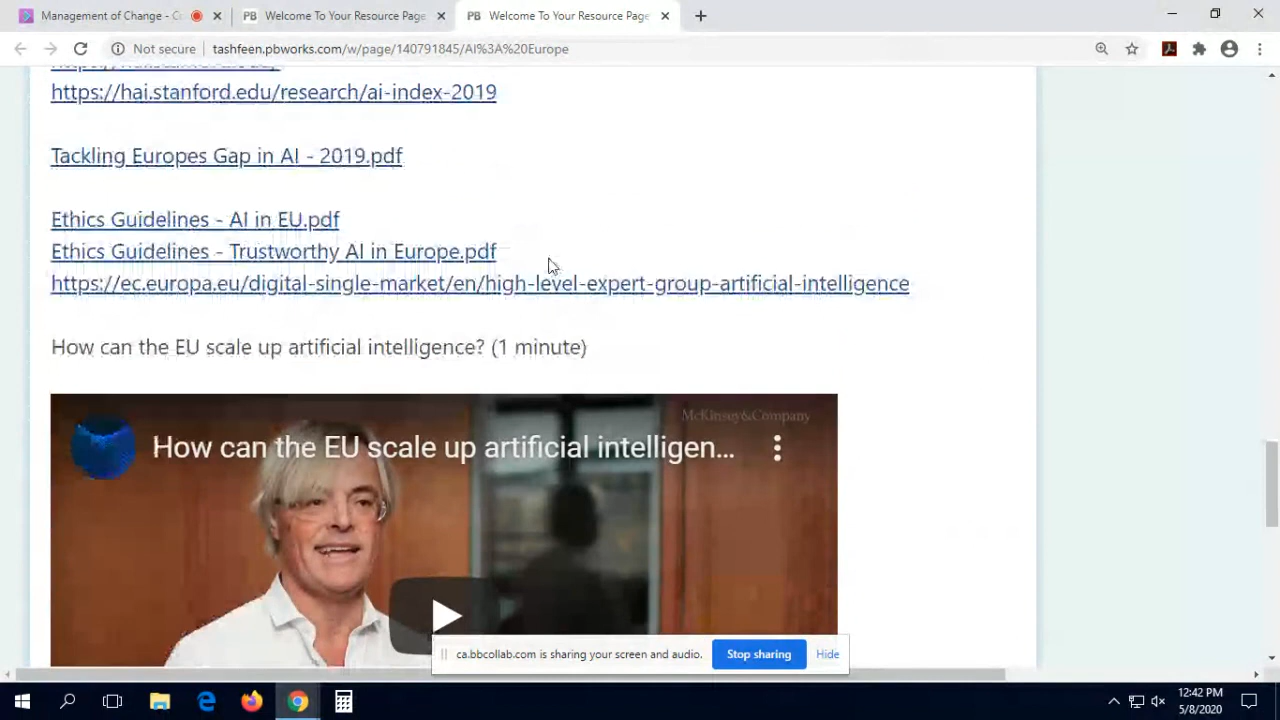 Management of Change - Co
Welcome To Your Resource Page
Welcome To Your Resource Page
Not secure
tashfeen.pbworks.com/w/page/140791845/AI%3A%20Europe
https://hai.stanford.edu/research/ai-index-2019
Tackling Europes Gap in AI - 2019.pdf
Ethics Guidelines - AI in EU.pdf
Ethics Guidelines - Trustworthy AI in Europe.pdf
https://ec.europa.eu/digital-single-market/en/high-level-expert-group-artificial-intelligence
How can the EU scale up artificial intelligence? (1 minute)
McKinsey&Company
How can the EU scale up artificial intelligen...
ca.bbcollab.com is sharing your screen and audio.
Stop sharing
Hide
12:42 PM
5/8/2020